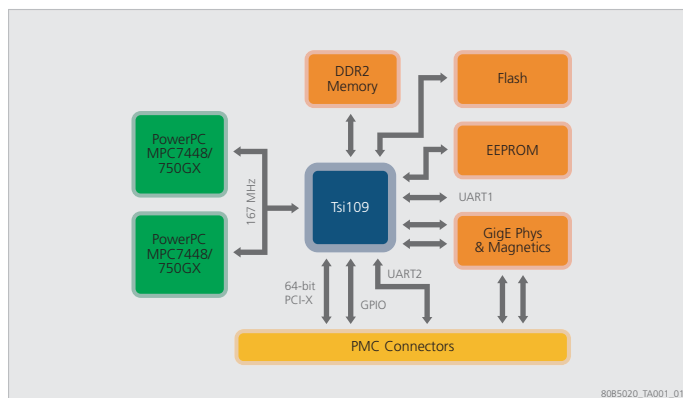 DDR2
Memory
Flash
PowerPC
MPC7448/
750GX
EEPROM
167 MHz
Tsi109
UART1
PowerPC
MPC7448/
750GX
GigE Phys
& Magnetics
UART2
64-bit
PCI-X
GPIO
PMC Connectors
80B5020_TA001_01